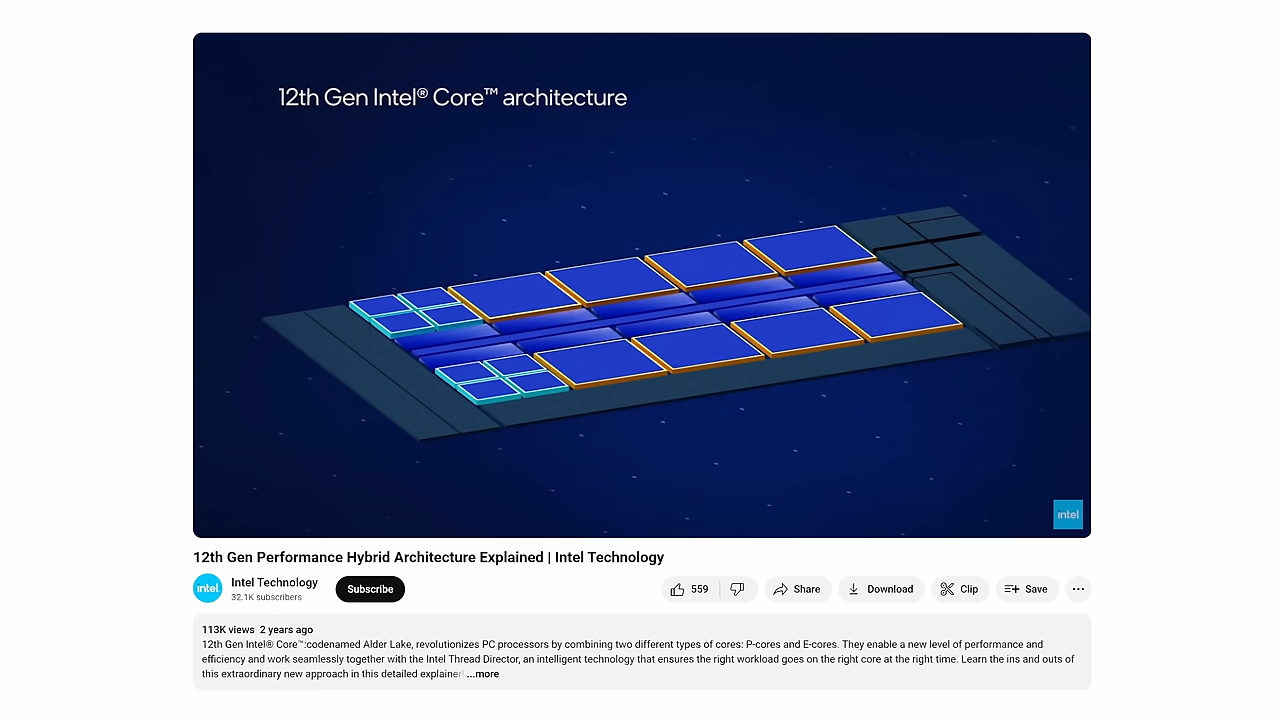 12th Gen Intel® Core™ architecture
intel
12th Gen Performance Hybrid Architecture Explained | Intel Technology
intel
Intel Technology
32.1K subscribers
Subscribe
559
Share
Download
Clip
Save
113K views 2 years ago
12th Gen Intel® Core™:codenamed Alder Lake, revolutionizes PC processors by combining two different types of cores: P-cores and E-cores. They enable a new level of performance and
efficiency and work seamlessly together with the Intel Thread Director, an intelligent technology that ensures the right workload goes on the right core at the right time. Learn the ins and outs of
this extraordinary new approach in this detailed explainer! ...more